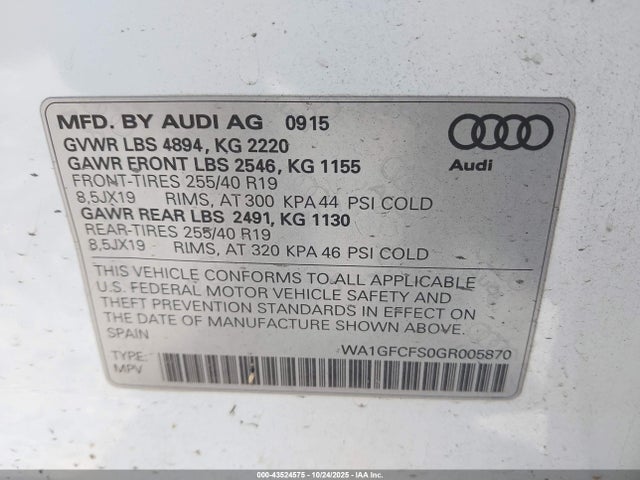 MFD. BY AUDI AG 0915
GVWR LBS 4894, KG 2220
GAWR FRONT LBS 2546, KG 1155
FRONT-TIRES 255/40 R19
8,5JX19 RIMS, AT 300 KPA 44 PSI COLD
GAWR REAR LBS 2491, KG 1130
REAR-TIRES 255/40 R19
8,5JX19 RIMS, AT 320 KPA 46 PSI COLD
Audi
THIS VEHICLE CONFORMS TO ALL APPLICABLE
U.S. FEDERAL MOTOR VEHICLE SAFETY AND
THEFT PREVENTION STANDARDS IN EFFECT ON
THE DATE OF MANUFACTURE SHOWN ABOVE.
SPAIN
WA1GFCFS0GR005870
TYPE:
MPV
000-43524575 - 10/24/2025 - IAA Inc.